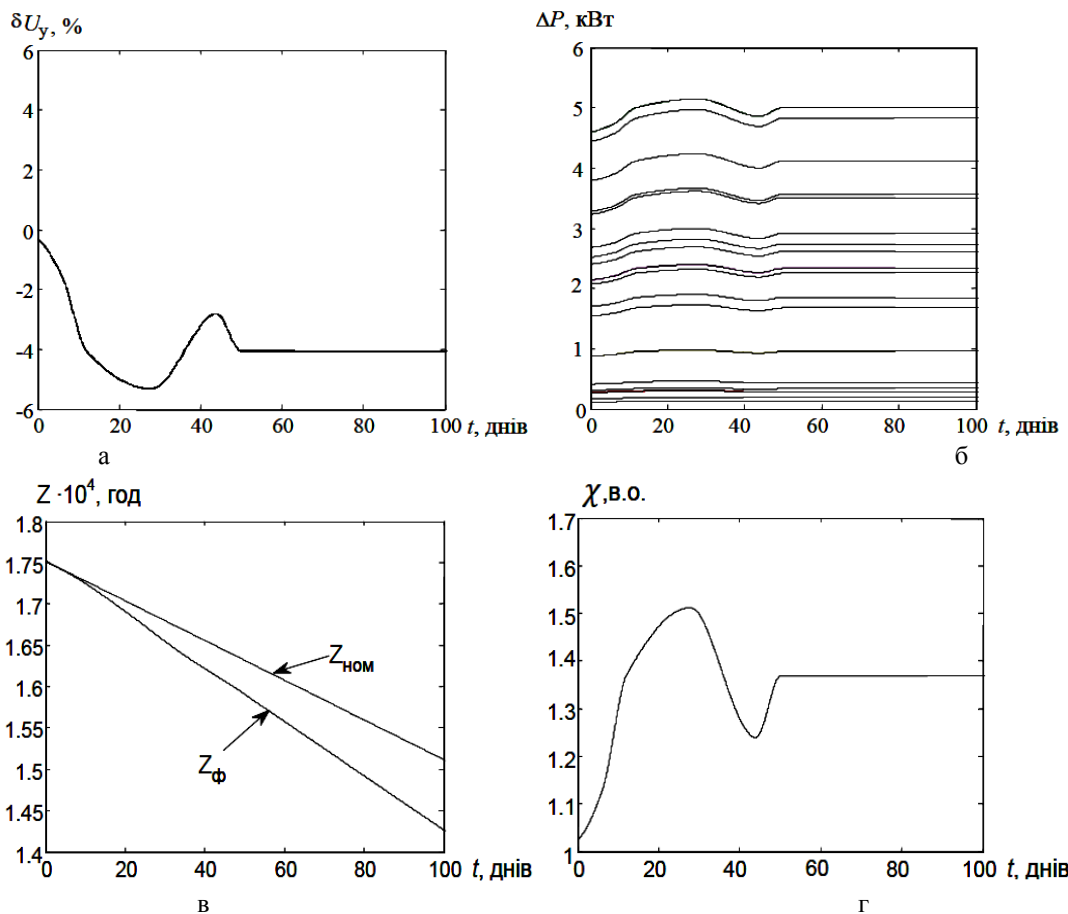 δUу, %
6
4
2
0
-2
-4
-6
0 20 40 60 80 100 t, днів
а
ΔP, кВт
6
5
4
3
2
1
0
0 20 40 60 80 100 t, днів
б
Z ·10⁴, год
1.8
1.75
1.7
1.65
1.6
1.55
1.5
1.45
1.4
Zном
Zф
0 20 40 60 80 100 t, днів
в
χ,в.о.
1.7
1.6
1.5
1.4
1.3
1.2
1.1
1
0 20 40 60 80 100 t, днів
г